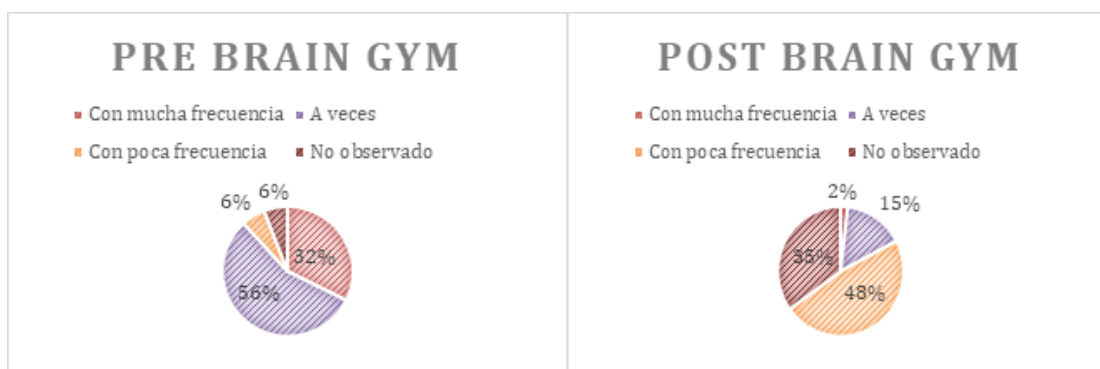 PRE BRAIN GYM
Con mucha frecuencia A veces
Con poca frecuencia No observado
6% 6%
32%
56%
POST BRAIN GYM
Con mucha frecuencia A veces
Con poca frecuencia No observado
2% 15%
35%
48%